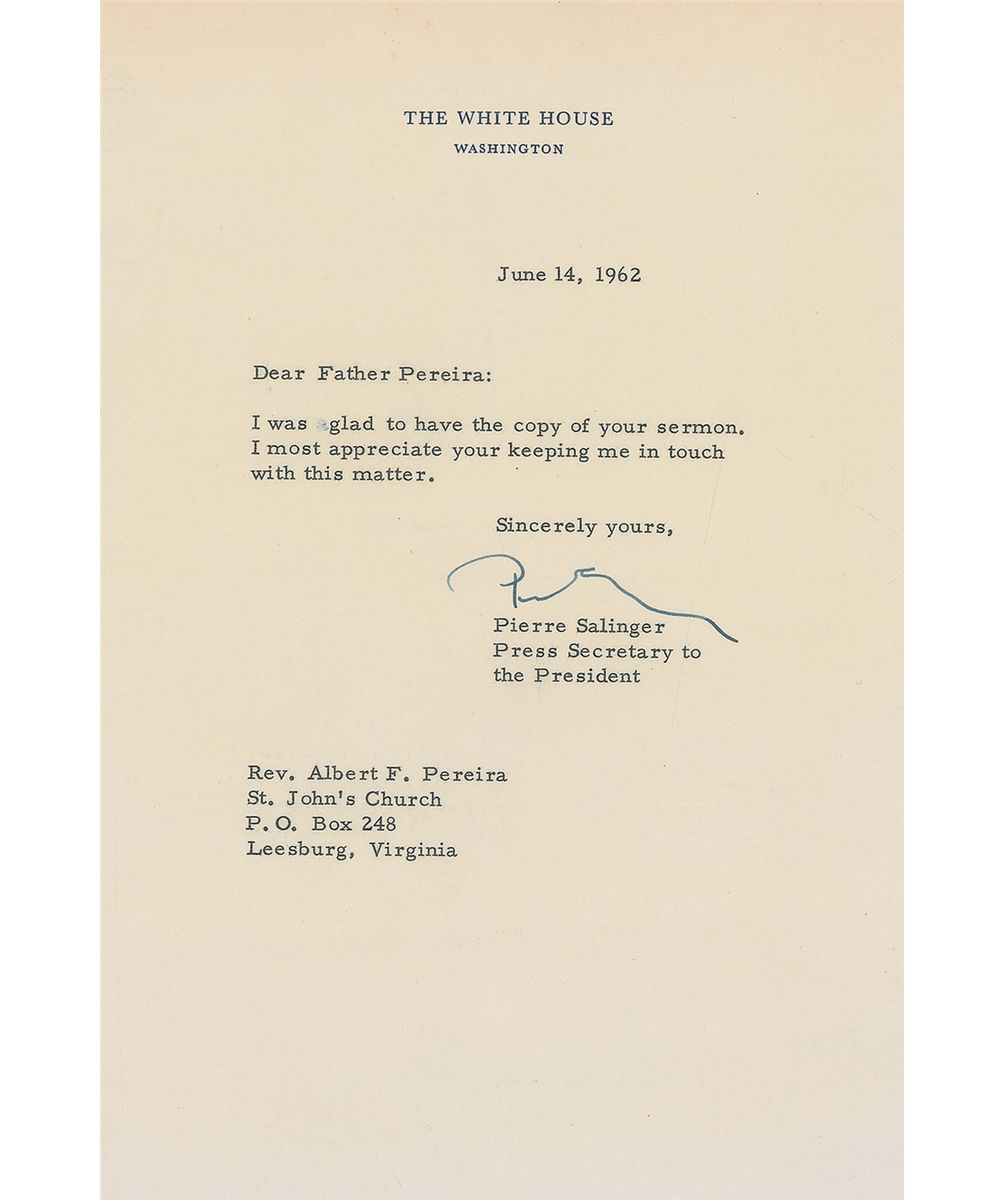 THE WHITE HOUSE
WASHINGTON
June 14, 1962
Dear Father Pereira:
I was glad to have the copy of your sermon.
I most appreciate your keeping me in touch
with this matter.
Sincerely yours,
Pierre Salinger
Press Secretary to
the President
Rev. Albert F. Pereira
St. John's Church
P. O. Box 248
Leesburg, Virginia